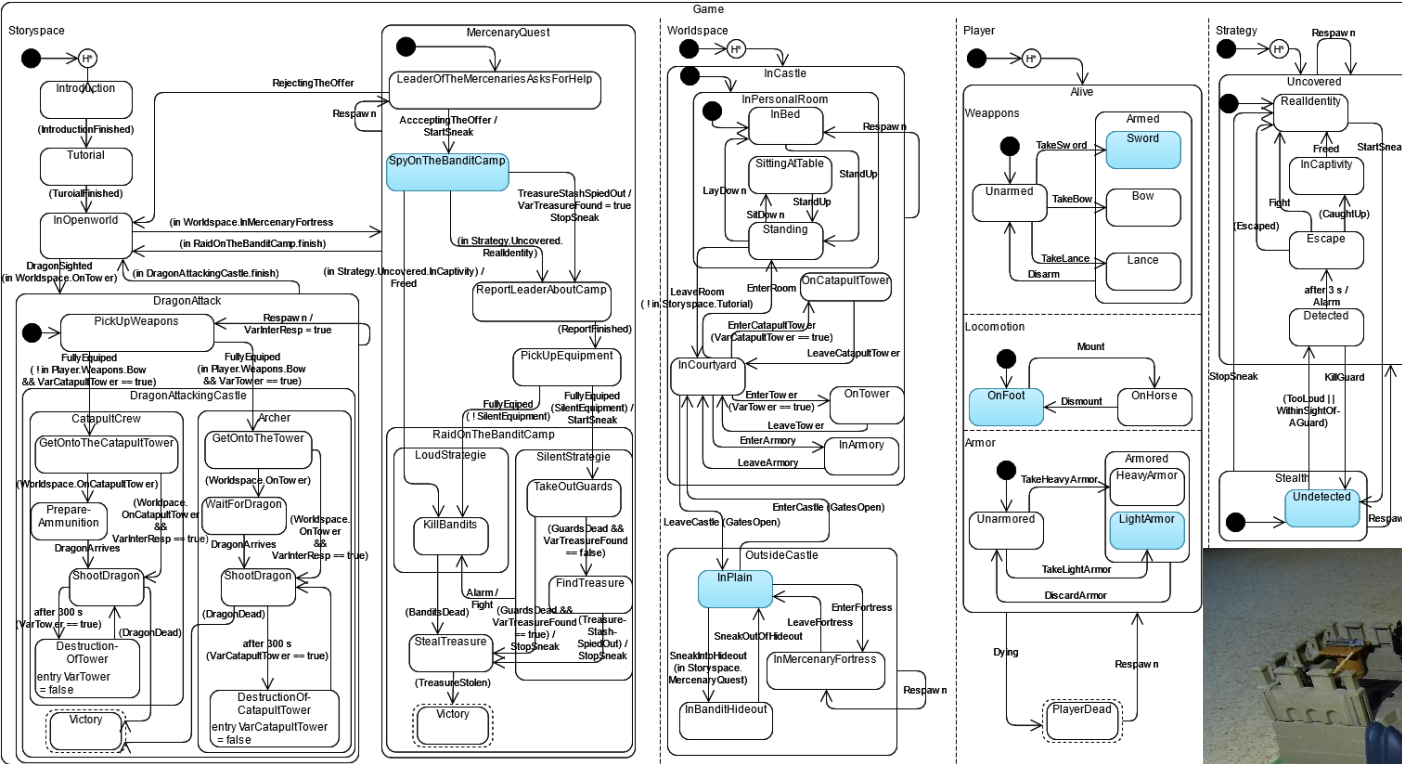 Game
Storyspace
H*
Introduction
(IntroductionFinished)
Tutorial
(TuroialFinished)
InOpenworld
RejectingTheOffer
(in Worldspace.InMercenaryFortress
(in RaidOnTheBanditCamp.finish)
DragonSighted
(in Worldspace.OnTower)
(in DragonAttackingCastle.finish)
DragonAttack
PickUpWeapons
Respawn /
VarInterResp = true
FullyEquiped
( ! in Player.Weapons.Bow
&& VarCatapultTower == true)
FullyEquiped
(in Player.Weapons.Bow
&& VarTower == true)
DragonAttackingCastle
CatapultCrew
GetOntoTheCatapultTower
(Worldspace.OnCatapultTower)
Prepare-
Ammunition
(Worldpace.
OnCatapultTower
&&
VarInterResp == true)
DragonArrives
ShootDragon
after 300 s
(VarTower == true)
(DragonDead)
Destruction-
OfTower
entry VarTower
= false
Victory
Archer
GetOntoTheTower
(Worldspace.OnTower)
WaitForDragon
(Worldspace.
OnTower
&&
VarInterResp == true)
DragonArrives
ShootDragon
(DragonDead)
after 300 s
(VarCatapultTower == true)
DestructionOf-
CatapultTower
entry VarCatapultTower
= false
MercenaryQuest
LeaderOfTheMercenariesAsksForHelp
Respawn
AccceptingTheOffer /
StartSneak
SpyOnTheBanditCamp
TreasureStashSpiedOut /
VarTreasureFound = true
StopSneak
(in Strategy.Uncovered.
RealIdentity)
(in Strategy.Uncovered.InCaptivity) /
Freed
ReportLeaderAboutCamp
(ReportFinished)
PickUpEquipment
FullyEqiped
( !SilentEquipment)
FullyEquiped
(SilentEquipment) /
StartSneak
RaidOnTheBanditCamp
LoudStrategie
KillBandits
SilentStrategie
TakeOutGuards
(GuardsDead &&
VarTreasureFound
== false)
FindTreasure
Alarm /
Fight
(BanditsDead)
(GuardsDead &&
VarTreasureFound
== true) /
StopSneak
(Treasure-
Stash-
SpiedOut) /
StopSneak
StealTreasure
(TreasureStolen)
Victory
Worldspace
H*
InCastle
InPersonalRoom
InBed
Respawn
SittingAtTable
StandUp
LayDown
StandUp
SitDown
Standing
LeaveRoom
( ! in.Storyspace.Tutorial)
EnterRoom
OnCatapultTower
EnterCatapultTower
(VarCatapultTower == true)
LeaveCatapultTower
InCourtyard
EnterTower
(VarTower == true)
OnTower
LeaveTower
EnterArmory
InArmory
LeaveArmory
LeaveCastle (GatesOpen)
EnterCastle (GatesOpen)
OutsideCastle
InPlain
EnterFortress
LeaveFortress
SneakOutOfHideout
SneakIntoHideout
(in Storyspace.
MercenaryQuest)
InMercenaryFortress
Respawn
InBanditHideout
Player
H*
Alive
Weappons
Armed
TakeSword
Sword
Unarmed
TakeBow
Bow
TakeLance
Lance
Disarm
Locomotion
Mount
OnFoot
Dismount
OnHorse
Armor
Armored
TakeHeavyArmor
HeavyArmor
Unarmored
LightArmor
TakeLightArmor
DiscardArmor
Dying
Respawn
PlayerDead
Strategy
H*
Respawn
Uncovered
RealIdentity
Freed
StartSneak
InCaptivity
Fight
(CaughtUp)
(Escaped)
Escape
after 3 s /
Alarm
Detected
StopSneak
KillGuard
(TooLoud ||
WithinSightOf-
AGuard)
Stealth
Undetected
Respawn